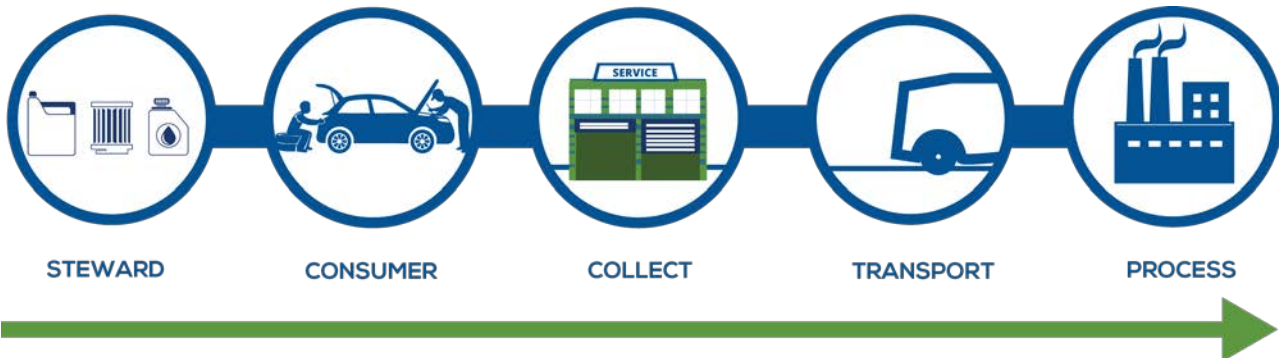 SERVICE
STEWARD
CONSUMER
COLLECT
TRANSPORT
PROCESS